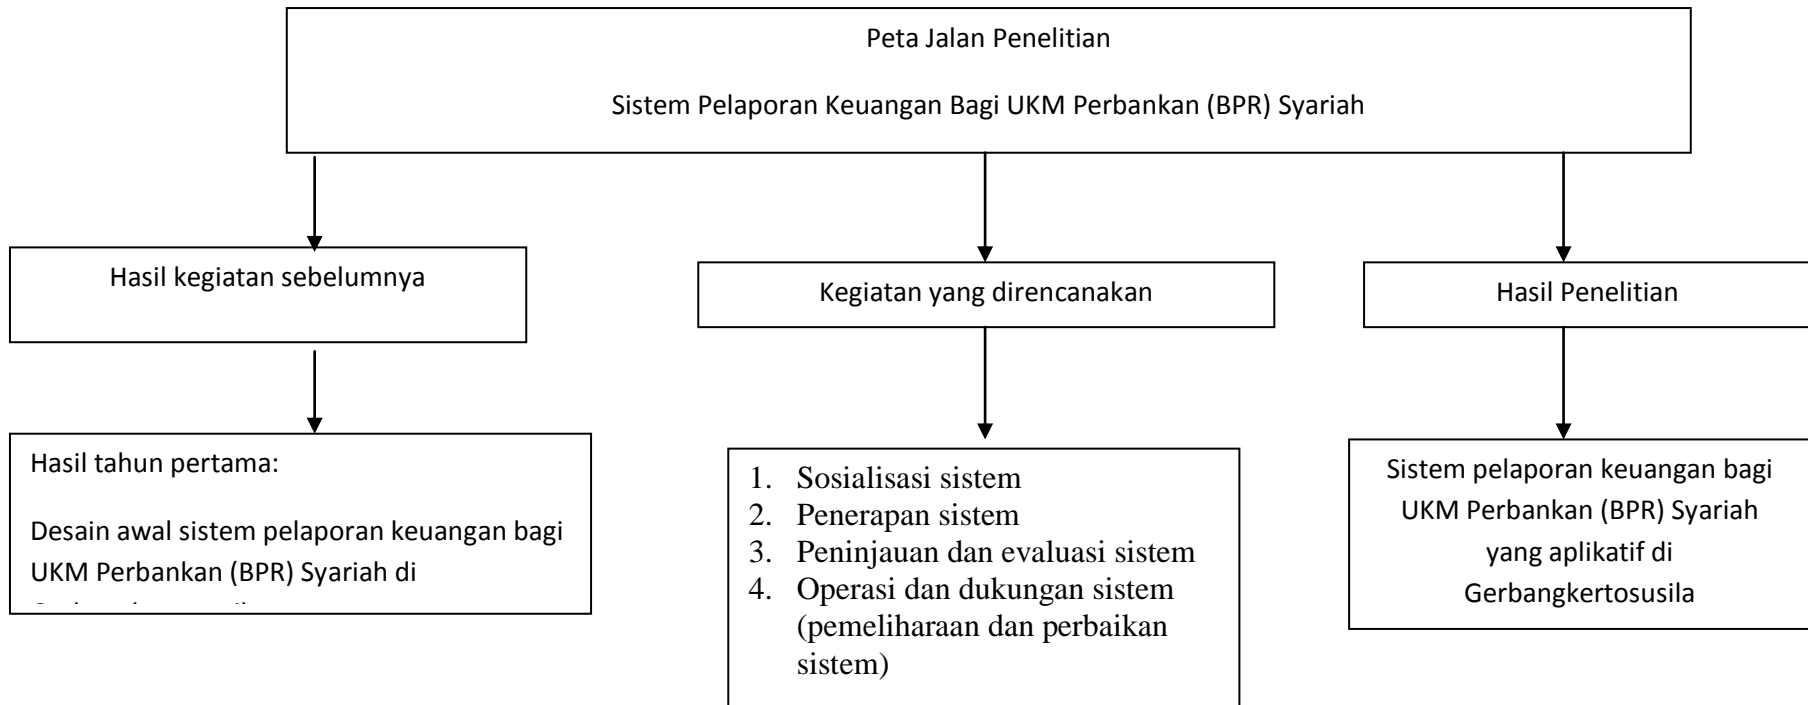 Peta Jalan Penelitian
Sistem Pelaporan Keuangan Bagi UKM Perbankan (BPR) Syariah
Hasil kegiatan sebelumnya
Kegiatan yang direncanakan
Hasil Penelitian
Hasil tahun pertama:
Desain awal sistem pelaporan keuangan bagi
UKM Perbankan (BPR) Syariah di
1. Sosialisasi sistem
2. Penerapan sistem
3. Peninjauan dan evaluasi sistem
4. Operasi dan dukungan sistem
(pemeliharaan dan perbaikan
sistem)
Sistem pelaporan keuangan bagi
UKM Perbankan (BPR) Syariah
yang aplikatif di
Gerbangkertosusila